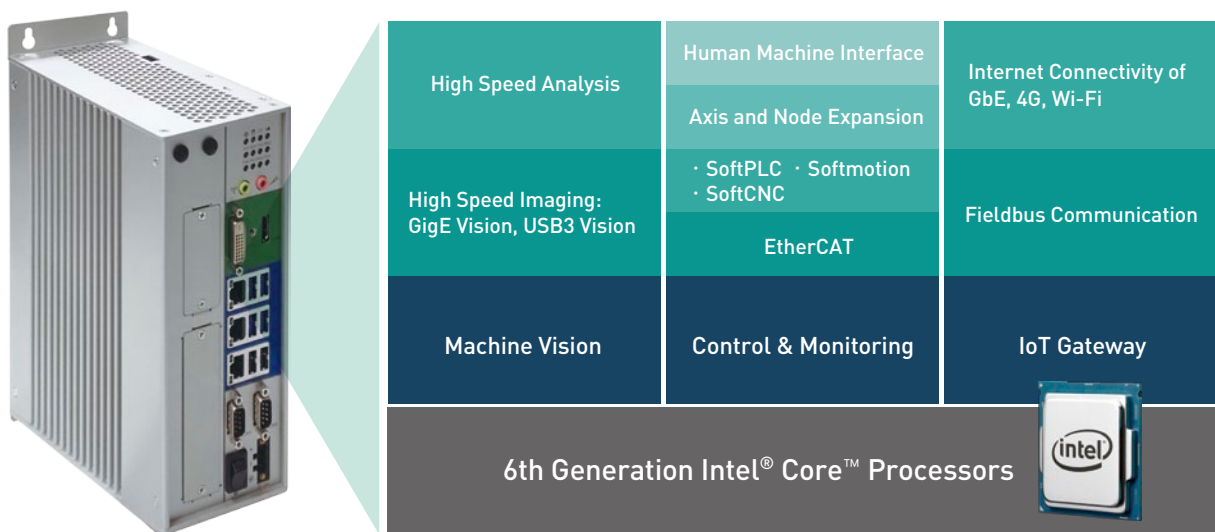 High Speed Analysis
High Speed Imaging:
GigE Vision, USB3 Vision
Machine Vision
Human Machine Interface
Axis and Node Expansion
· SoftPLC · Softmotion
· SoftCNC
EtherCAT
Control & Monitoring
Internet Connectivity of
GbE, 4G, Wi-Fi
Fieldbus Communication
IoT Gateway
6th Generation Intel® Core™ Processors
intel